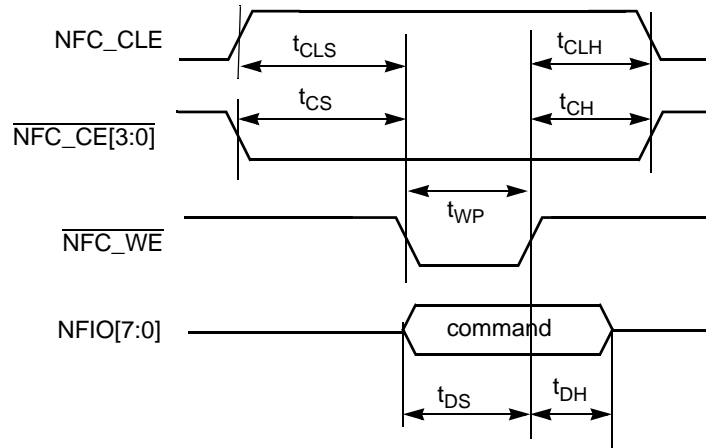 NFC_CLE
tCLS
tCLH
tCS
tCH
NFC_CE[3:0]
tWP
NFC_WE
NFIO[7:0]
command
tDS
tDH